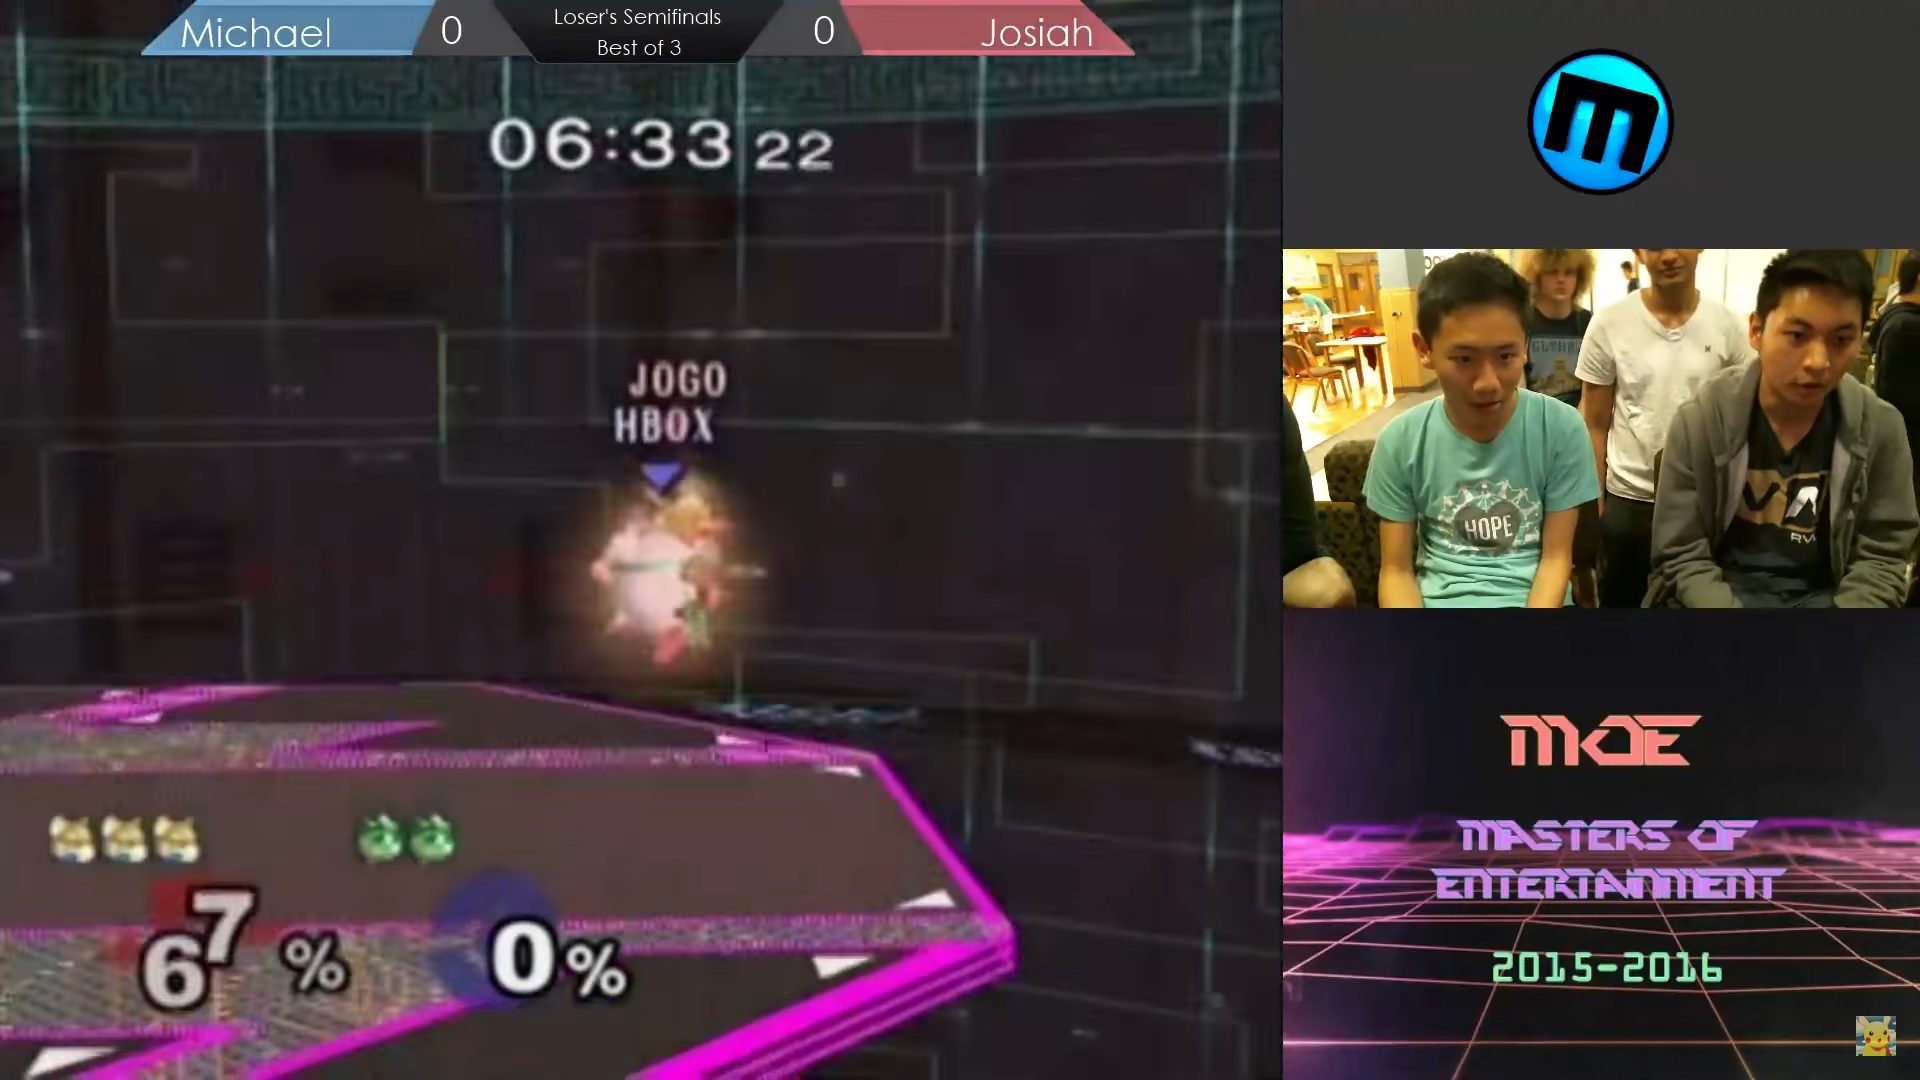 Michael 0 Loser's Semifinals 0 Josiah
Best of 3
06:33 22
JOGO
HBOX
67% 0%
M
HOPE
RV
MOE
MASTERS OF
ENTERTAINMENT
2015-2016